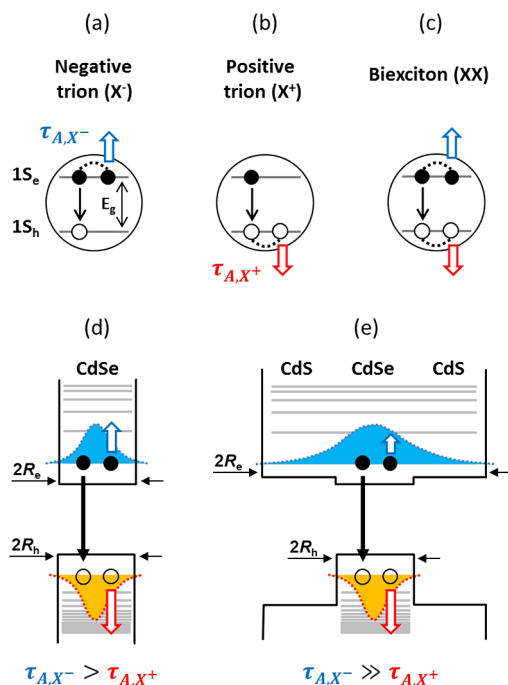 (a)
(b)
(c)
Negative
trion (X⁻)
Positive
trion (X⁺)
Biexciton (XX)
τA,X⁻
1Sₑ
Eg
1Sₕ
τA,X⁺
(d)
(e)
CdSe
CdS CdSe CdS
2Rₑ
2Rₑ
2Rₕ
2Rₕ
τA,X⁻ > τA,X⁺
τA,X⁻ ≫ τA,X⁺